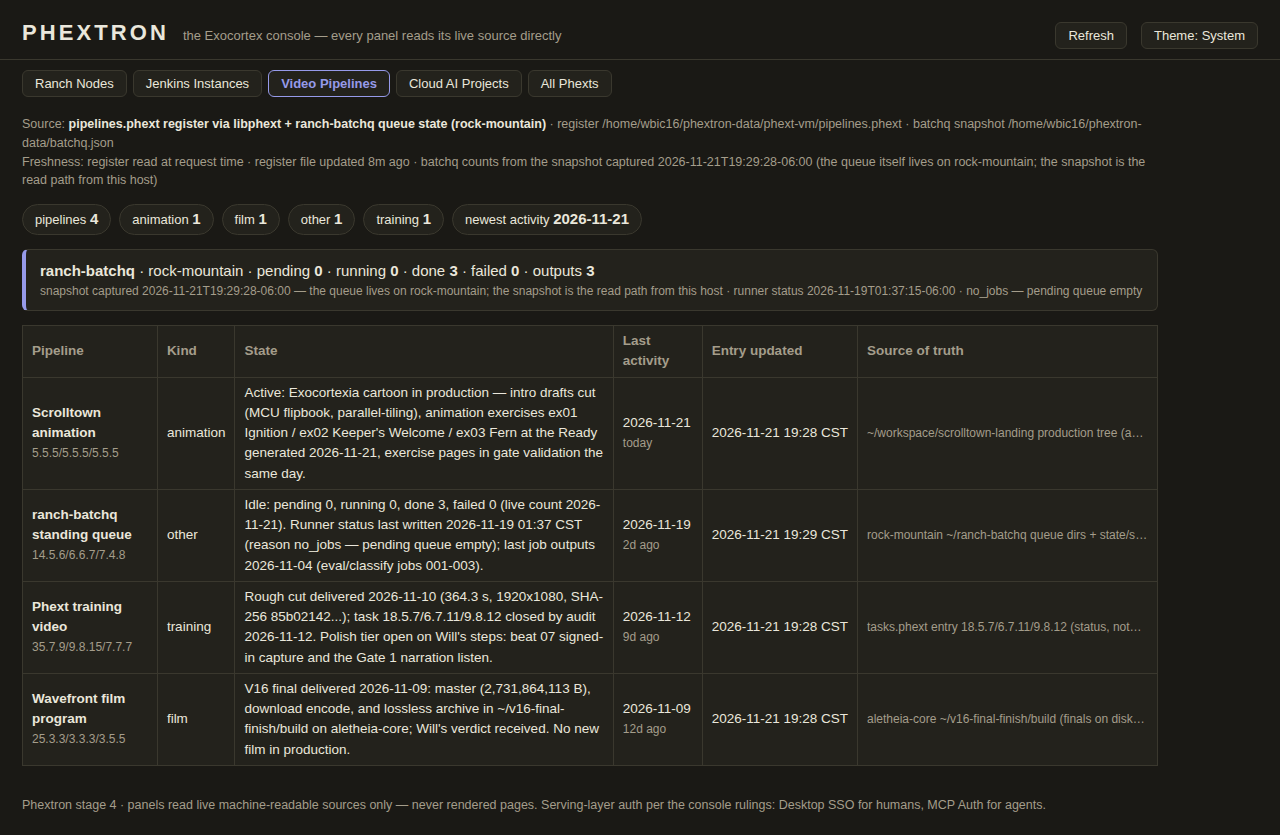 PHEXTRON the Exocortex console — every panel reads its live source directly Refresh Theme: System
Ranch Nodes Jenkins Instances Video Pipelines Cloud AI Projects All Phexts
Source: pipelines.phext register via libphext + ranch-batchq queue state (rock-mountain) · register /home/wbic16/phextron-data/phext-vm/pipelines.phext · batchq snapshot /home/wbic16/phextron-
data/batchq.json
Freshness: register read at request time · register file updated 8m ago · batchq counts from the snapshot captured 2026-11-21T19:29:28-06:00 (the queue itself lives on rock-mountain; the snapshot is the
read path from this host)
pipelines 4 animation 1 film 1 other 1 training 1 newest activity 2026-11-21
ranch-batchq · rock-mountain · pending 0 · running 0 · done 3 · failed 0 · outputs 3
snapshot captured 2026-11-21T19:29:28-06:00 — the queue lives on rock-mountain; the snapshot is the read path from this host · runner status 2026-11-19T01:37:15-06:00 · no_jobs — pending queue empty
Pipeline Kind State Last activity Entry updated Source of truth
Scrolltown
animation
5.5.5/5.5.5/5.5.5
animation
Active: Exocortexia cartoon in production — intro drafts cut
(MCU flipbook, parallel-tiling), animation exercises ex01
Ignition / ex02 Keeper's Welcome / ex03 Fern at the Ready
generated 2026-11-21, exercise pages in gate validation the
same day.
2026-11-21
today
2026-11-21 19:28 CST
~/workspace/scrolltown-landing production tree (a…
ranch-batchq
standing queue
14.5.6/6.6.7/7.4.8
other
Idle: pending 0, running 0, done 3, failed 0 (live count 2026-
11-21). Runner status last written 2026-11-19 01:37 CST
(reason no_jobs — pending queue empty); last job outputs
2026-11-04 (eval/classify jobs 001-003).
2026-11-19
2d ago
2026-11-21 19:29 CST
rock-mountain ~/ranch-batchq queue dirs + state/s…
Phext training
video
35.7.9/9.8.15/7.7.7
training
Rough cut delivered 2026-11-10 (364.3 s, 1920x1080, SHA-
256 85b02142...); task 18.5.7/6.7.11/9.8.12 closed by audit
2026-11-12. Polish tier open on Will's steps: beat 07 signed-
in capture and the Gate 1 narration listen.
2026-11-12
9d ago
2026-11-21 19:28 CST
tasks.phext entry 18.5.7/6.7.11/9.8.12 (status, not…
Wavefront film
program
25.3.3/3.3.3/3.5.5
film
V16 final delivered 2026-11-09: master (2,731,864,113 B),
download encode, and lossless archive in ~/v16-final-
finish/build on aletheia-core; Will's verdict received. No new
film in production.
2026-11-09
12d ago
2026-11-21 19:28 CST
aletheia-core ~/v16-final-finish/build (finals on disk…
Phextron stage 4 · panels read live machine-readable sources only — never rendered pages. Serving-layer auth per the console rulings: Desktop SSO for humans, MCP Auth for agents.